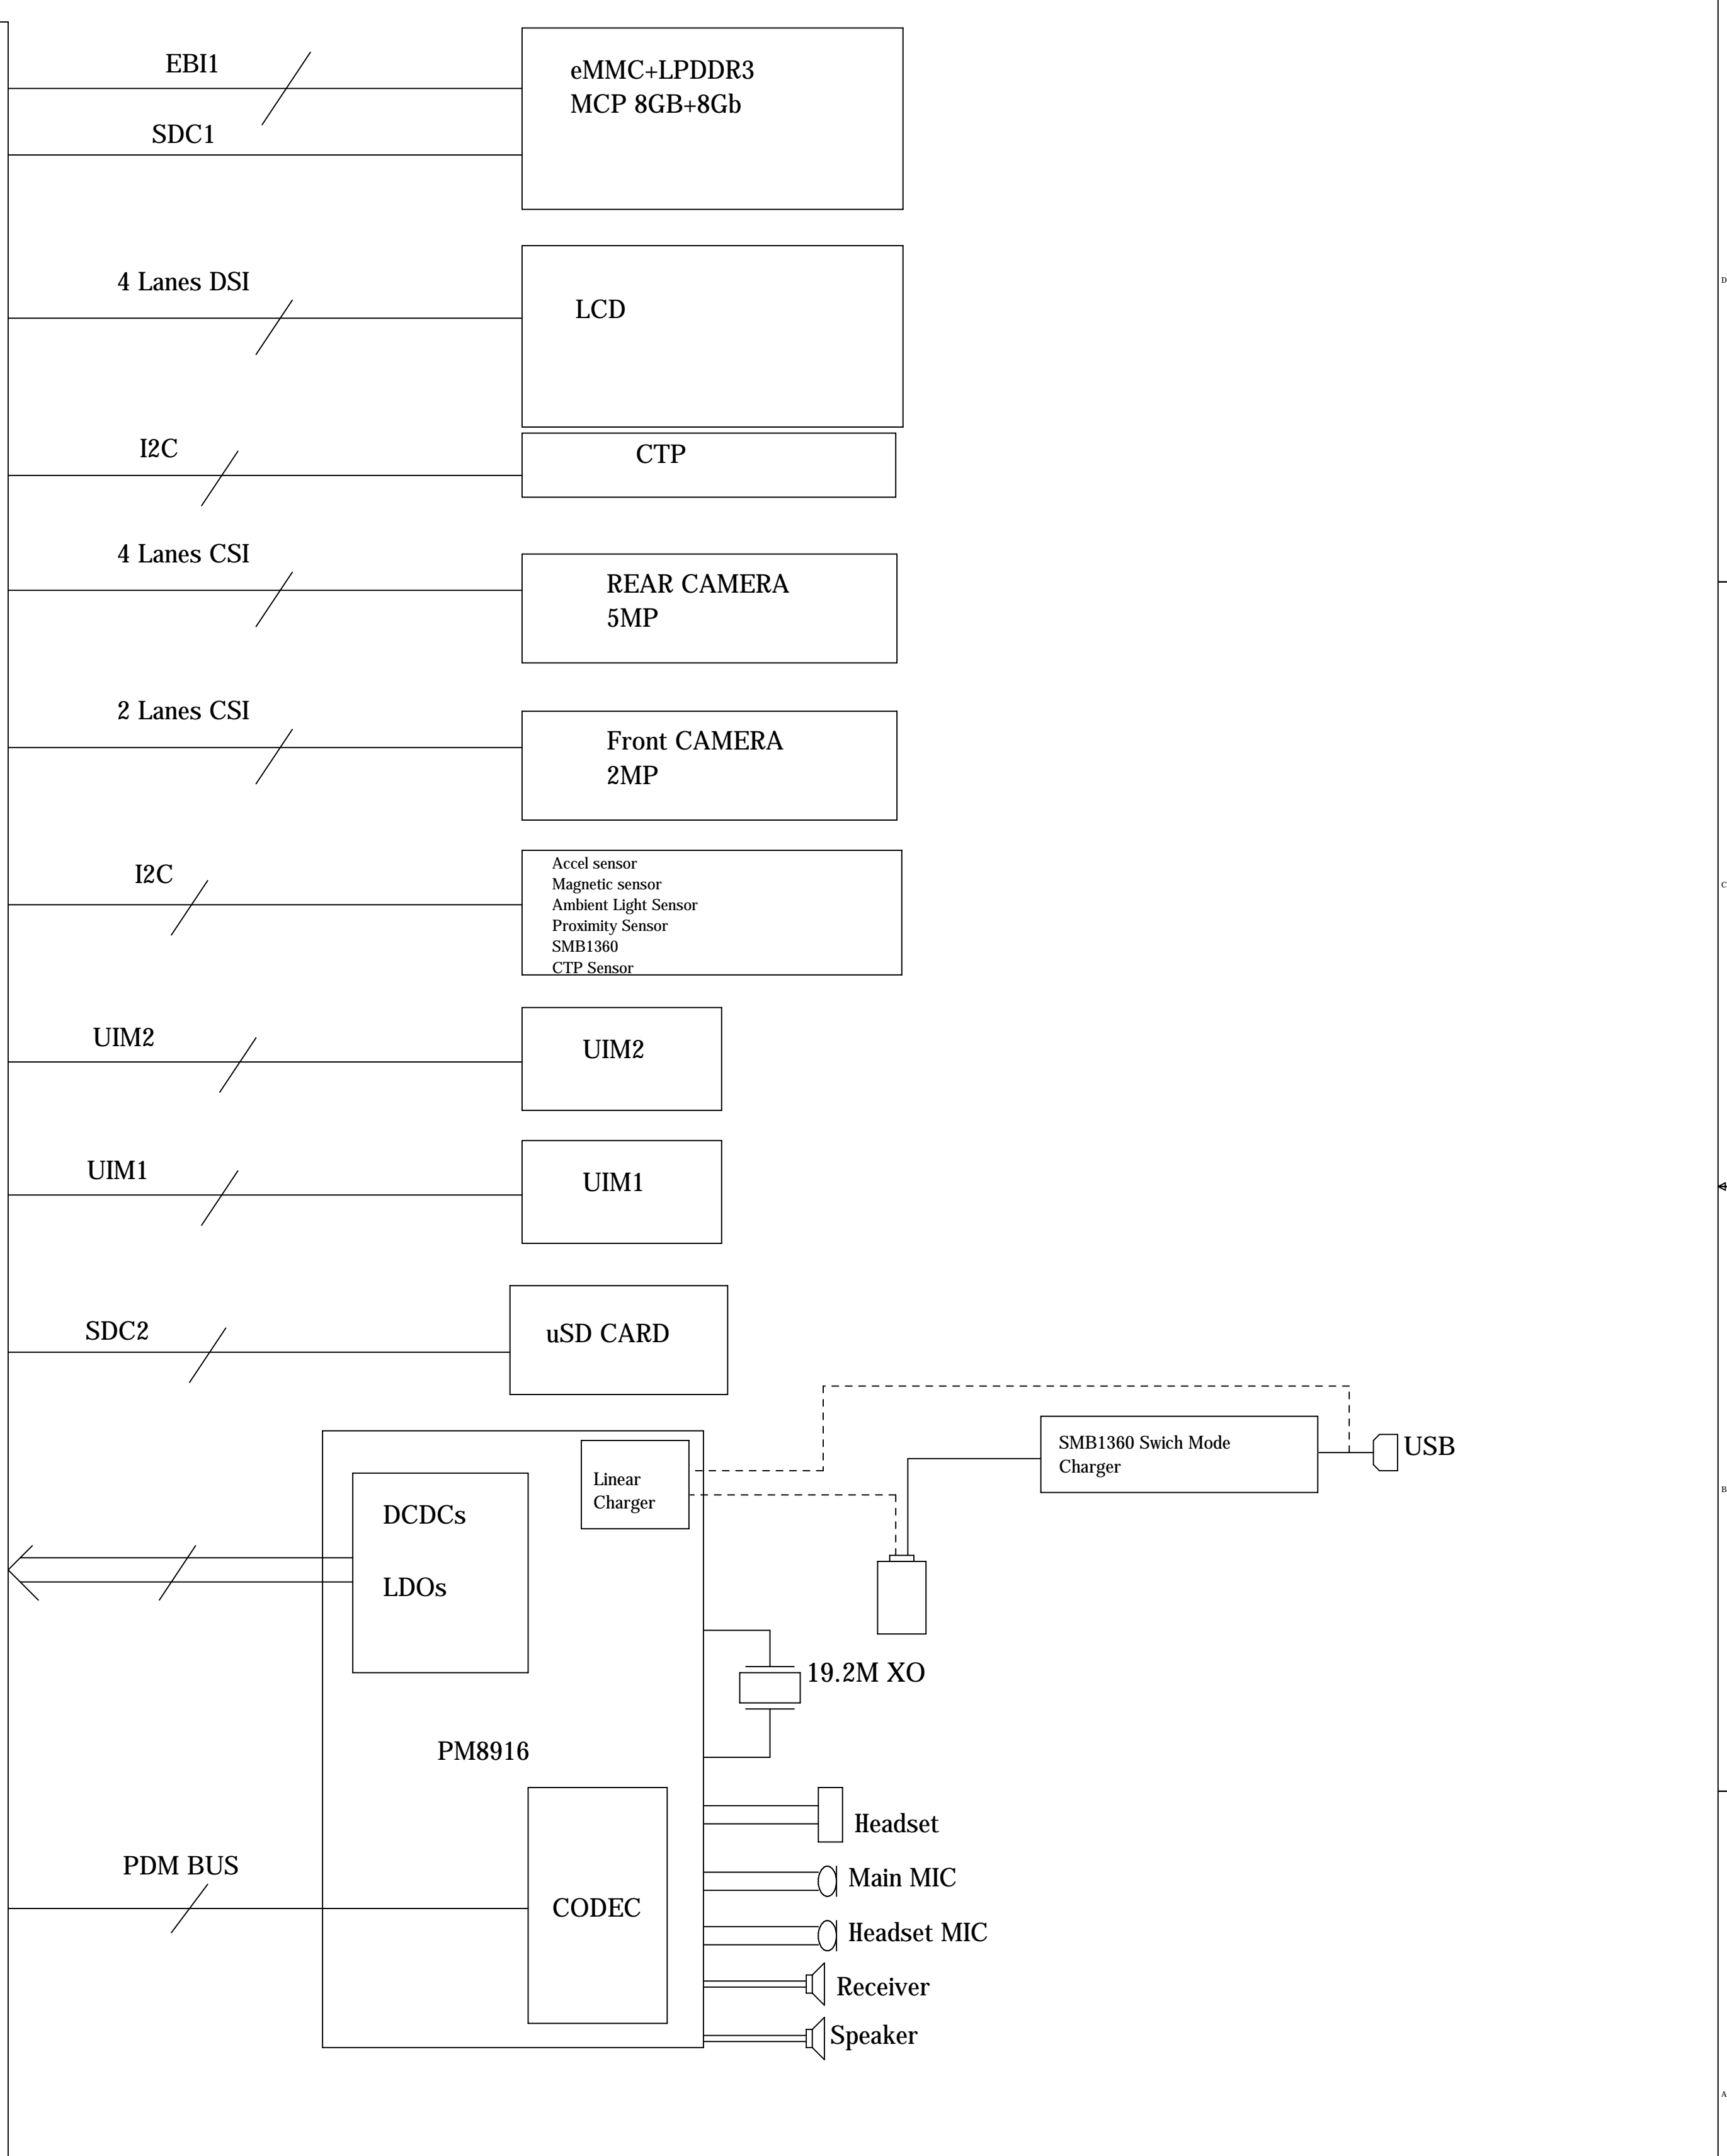 EBI1
eMMC+LPDDR3
MCP 8GB+8Gb
SDC1
4 Lanes DSI
LCD
D
I2C
CTP
4 Lanes CSI
REAR CAMERA
5MP
2 Lanes CSI
Front CAMERA
2MP
I2C
Accel sensor
Magnetic sensor
Ambient Light Sensor
Proximity Sensor
SMB1360
CTP Sensor
C
UIM2
UIM2
UIM1
UIM1
SDC2
uSD CARD
SMB1360 Swich Mode
Charger
USB
Linear
Charger
B
DCDCs
LDOs
19.2M XO
PM8916
Headset
PDM BUS
Main MIC
CODEC
Headset MIC
Receiver
Speaker
A